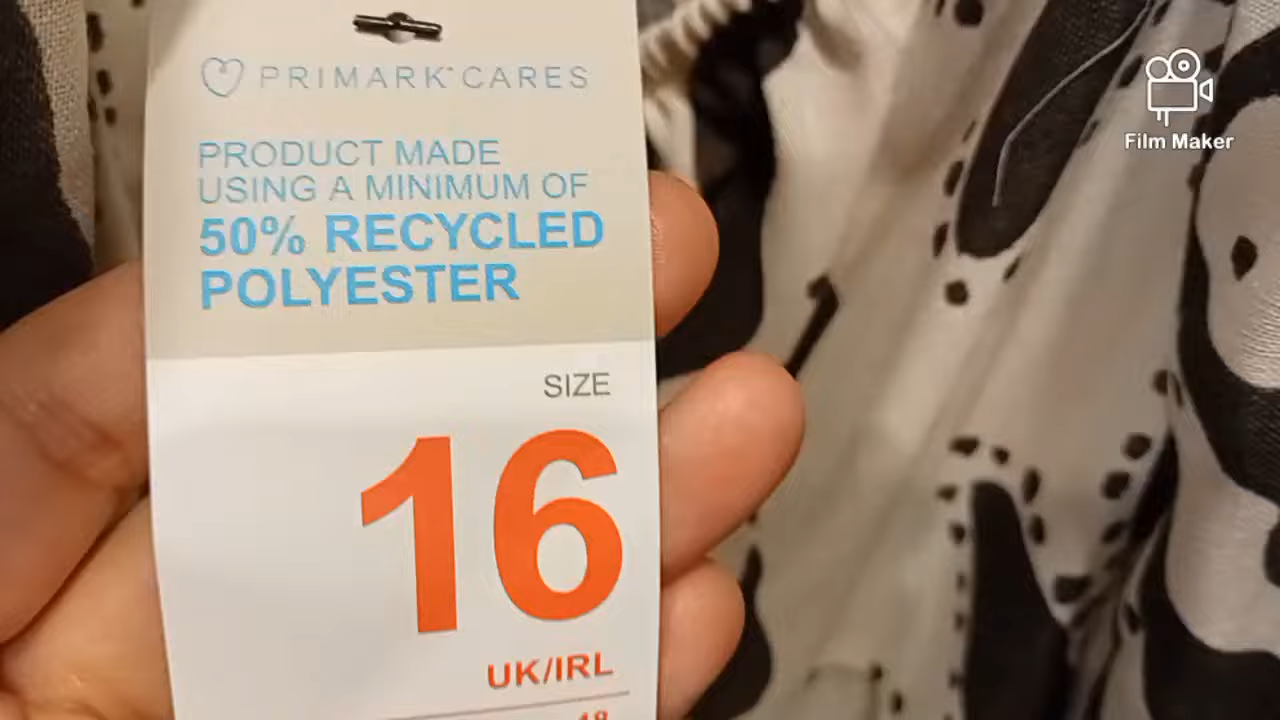 PRIMARK CARES
PRODUCT MADE
USING A MINIMUM OF
50% RECYCLED
POLYESTER
SIZE
16
UK/IRL
Film Maker